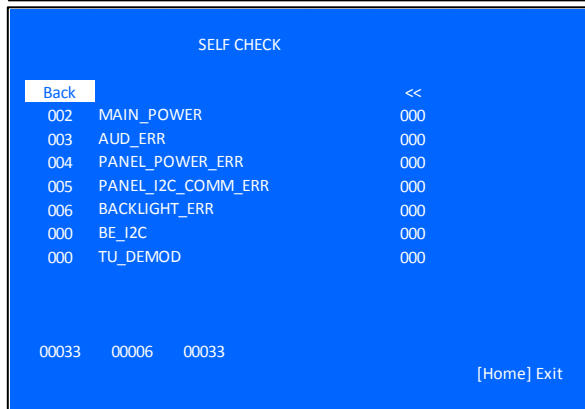 SELF CHECK
Back <<
002 MAIN_POWER 000
003 AUD_ERR 000
004 PANEL_POWER_ERR 000
005 PANEL_I2C_COMM_ERR 000
006 BACKLIGHT_ERR 000
000 BE_I2C 000
000 TU_DEMOD 000
00033 00006 00033
[Home] Exit